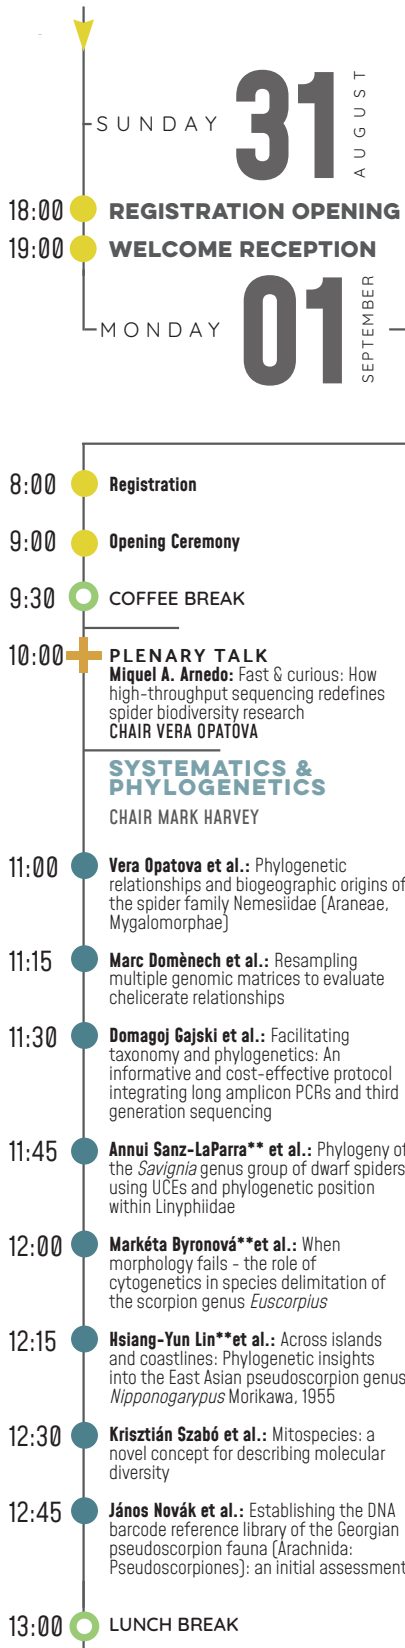 SUNDAY 31 AUGUST
18:00 REGISTRATION OPENING
19:00 WELCOME RECEPTION
MONDAY 01 SEPTEMBER
8:00 Registration
9:00 Opening Ceremony
9:30 COFFEE BREAK
10:00 PLENARY TALK
Miquel A. Arnedo: Fast & curious: How
high-throughput sequencing redefines
spider biodiversity research
CHAIR VERA OPATOVA
SYSTEMATICS &
PHYLOGENETICS
CHAIR MARK HARVEY
11:00 Vera Opatova et al.: Phylogenetic
relationships and biogeographic origins of
the spider family Nemesiidae (Araneae,
Mygalomorphae)
11:15 Marc Domènech et al.: Resampling
multiple genomic matrices to evaluate
chelicerate relationships
11:30 Domagoj Gajski et al.: Facilitating
taxonomy and phylogenetics: An
informative and cost-effective protocol
integrating long amplicon PCRs and third
generation sequencing
11:45 Annui Sanz-LaParra** et al.: Phylogeny of
the Savignia genus group of dwarf spiders
using UCEs and phylogenetic position
within Linyphiidae
12:00 Markéta Byronová**et al.: When
morphology fails - the role of
cytogenetics in species delimitation of
the scorpion genus Euscorpius
12:15 Hsiang-Yun Lin**et al.: Across islands
and coastlines: Phylogenetic insights
into the East Asian pseudoscorpion genus
Nipponogarypus Morikawa, 1955
12:30 Krisztián Szabó et al.: Mitospecies: a
novel concept for describing molecular
diversity
12:45 János Novák et al.: Establishing the DNA
barcode reference library of the Georgian
pseudoscorpion fauna (Arachnida:
Pseudoscorpiones): an initial assessment
13:00 LUNCH BREAK